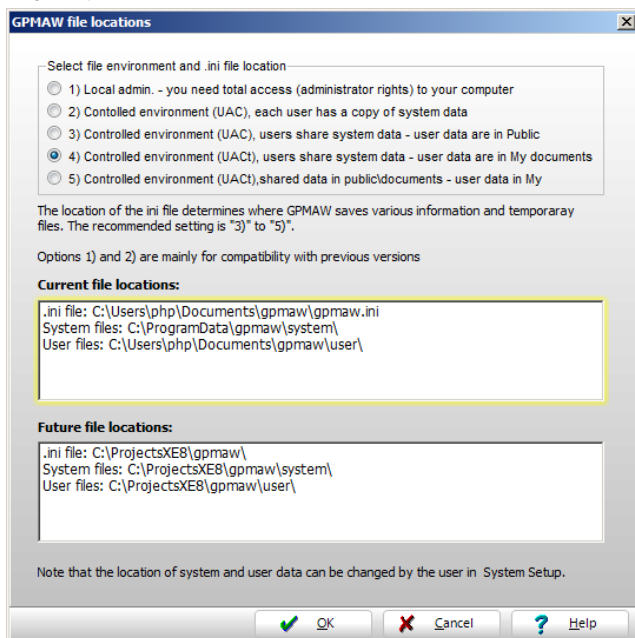 GPMAW file locations
Select file environment and .ini file location
1) Local admin. - you need total access (administrator rights) to your computer
2) Contolled environment (UAC), each user has a copy of system data
3) Controlled environment (UAC), users share system data - user data are in Public
4) Controlled environment (UACt), users share system data - user data are in My documents
5) Controlled environment (UACt),shared data in public\documents - user data in My
The location of the ini file determines where GPMAW saves various information and temporaray
files. The recommended setting is "3)" to "5)".
Options 1) and 2) are mainly for compatibility with previous versions
Current file locations:
.ini file: C:\Users\php\Documents\gpmaw\gpmaw.ini
System files: C:\ProgramData\gpmaw\system\
User files: C:\Users\php\Documents\gpmaw\user\
Future file locations:
.ini file: C:\ProjectsXE8\gpmaw\
System files: C:\ProjectsXE8\gpmaw\system\
User files: C:\ProjectsXE8\gpmaw\user\
Note that the location of system and user data can be changed by the user in System Setup.
OK Cancel Help